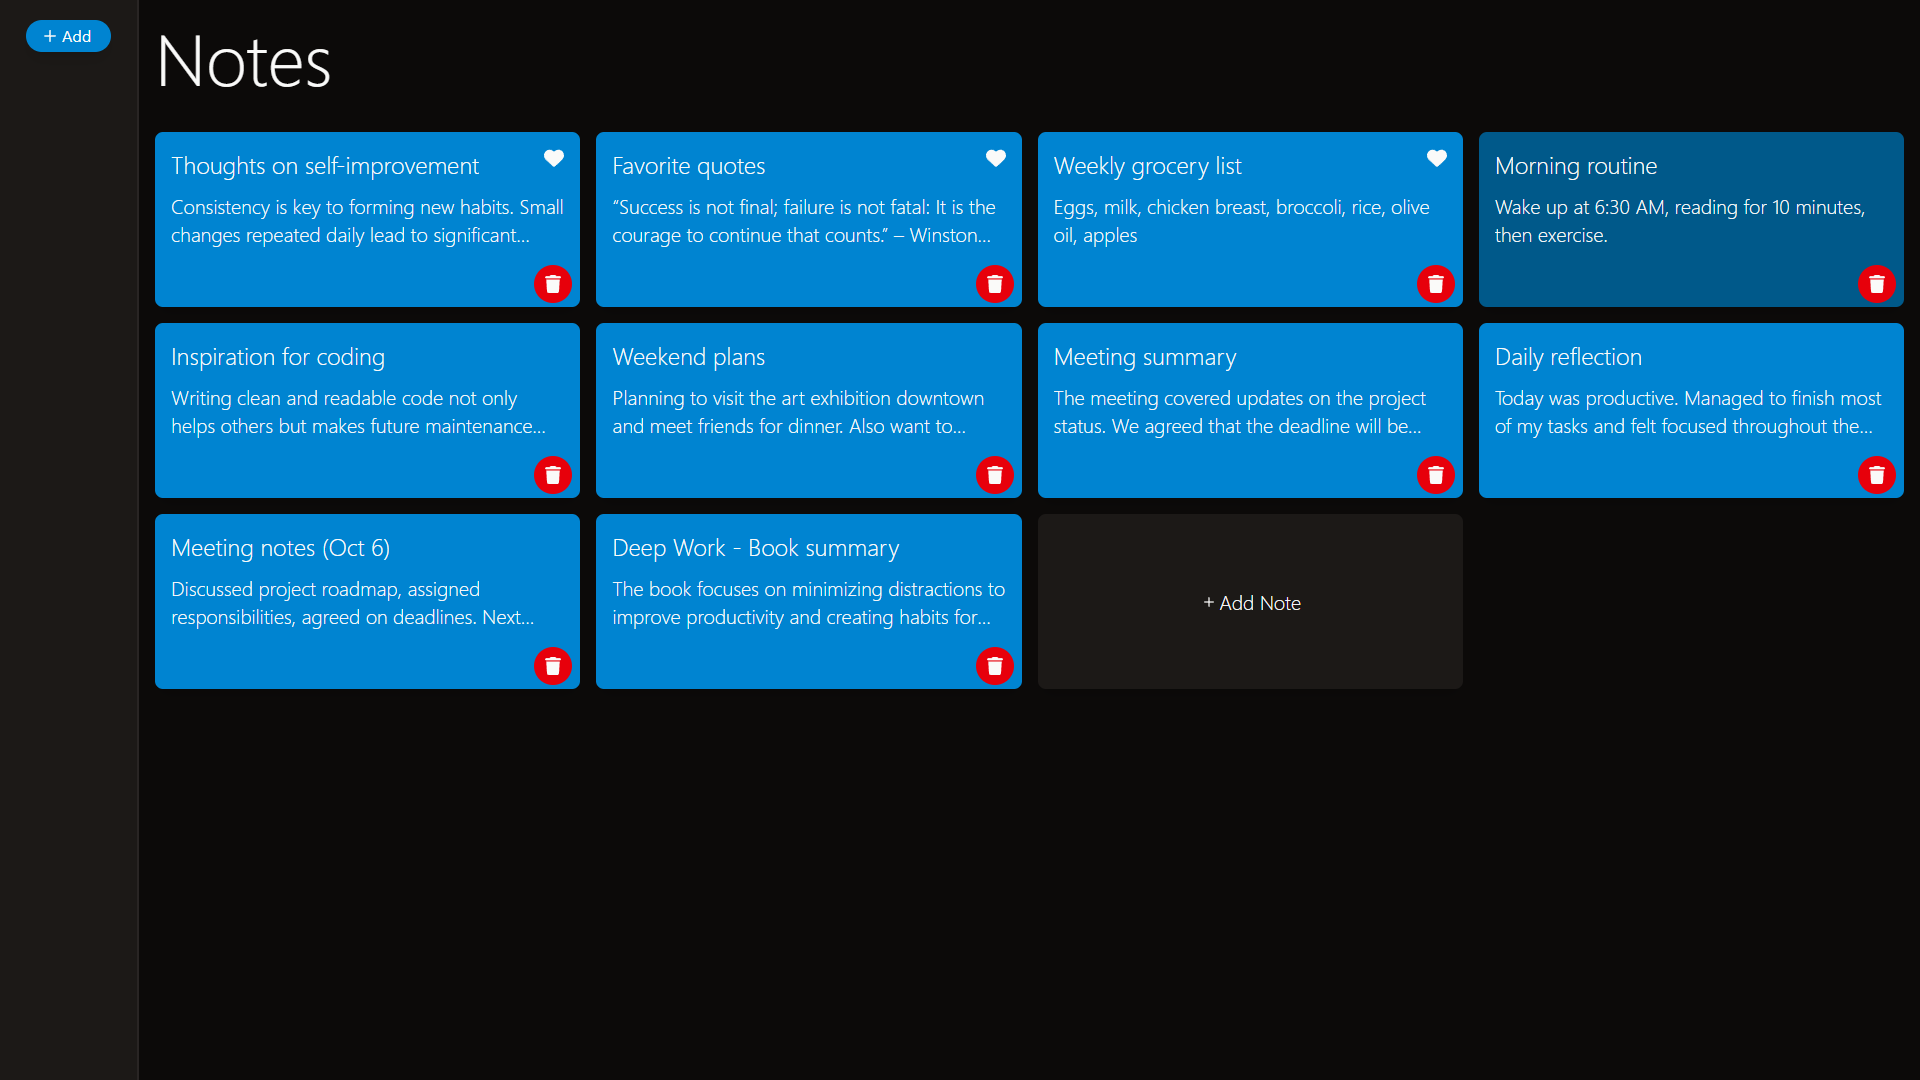 + Add
Notes
Thoughts on self-improvement
Consistency is key to forming new habits. Small
changes repeated daily lead to significant...
Favorite quotes
“Success is not final; failure is not fatal: It is the
courage to continue that counts.” – Winston...
Weekly grocery list
Eggs, milk, chicken breast, broccoli, rice, olive
oil, apples
Morning routine
Wake up at 6:30 AM, reading for 10 minutes,
then exercise.
Inspiration for coding
Writing clean and readable code not only
helps others but makes future maintenance...
Weekend plans
Planning to visit the art exhibition downtown
and meet friends for dinner. Also want to...
Meeting summary
The meeting covered updates on the project
status. We agreed that the deadline will be...
Daily reflection
Today was productive. Managed to finish most
of my tasks and felt focused throughout the...
Meeting notes (Oct 6)
Discussed project roadmap, assigned
responsibilities, agreed on deadlines. Next...
Deep Work - Book summary
The book focuses on minimizing distractions to
improve productivity and creating habits for...
+ Add Note